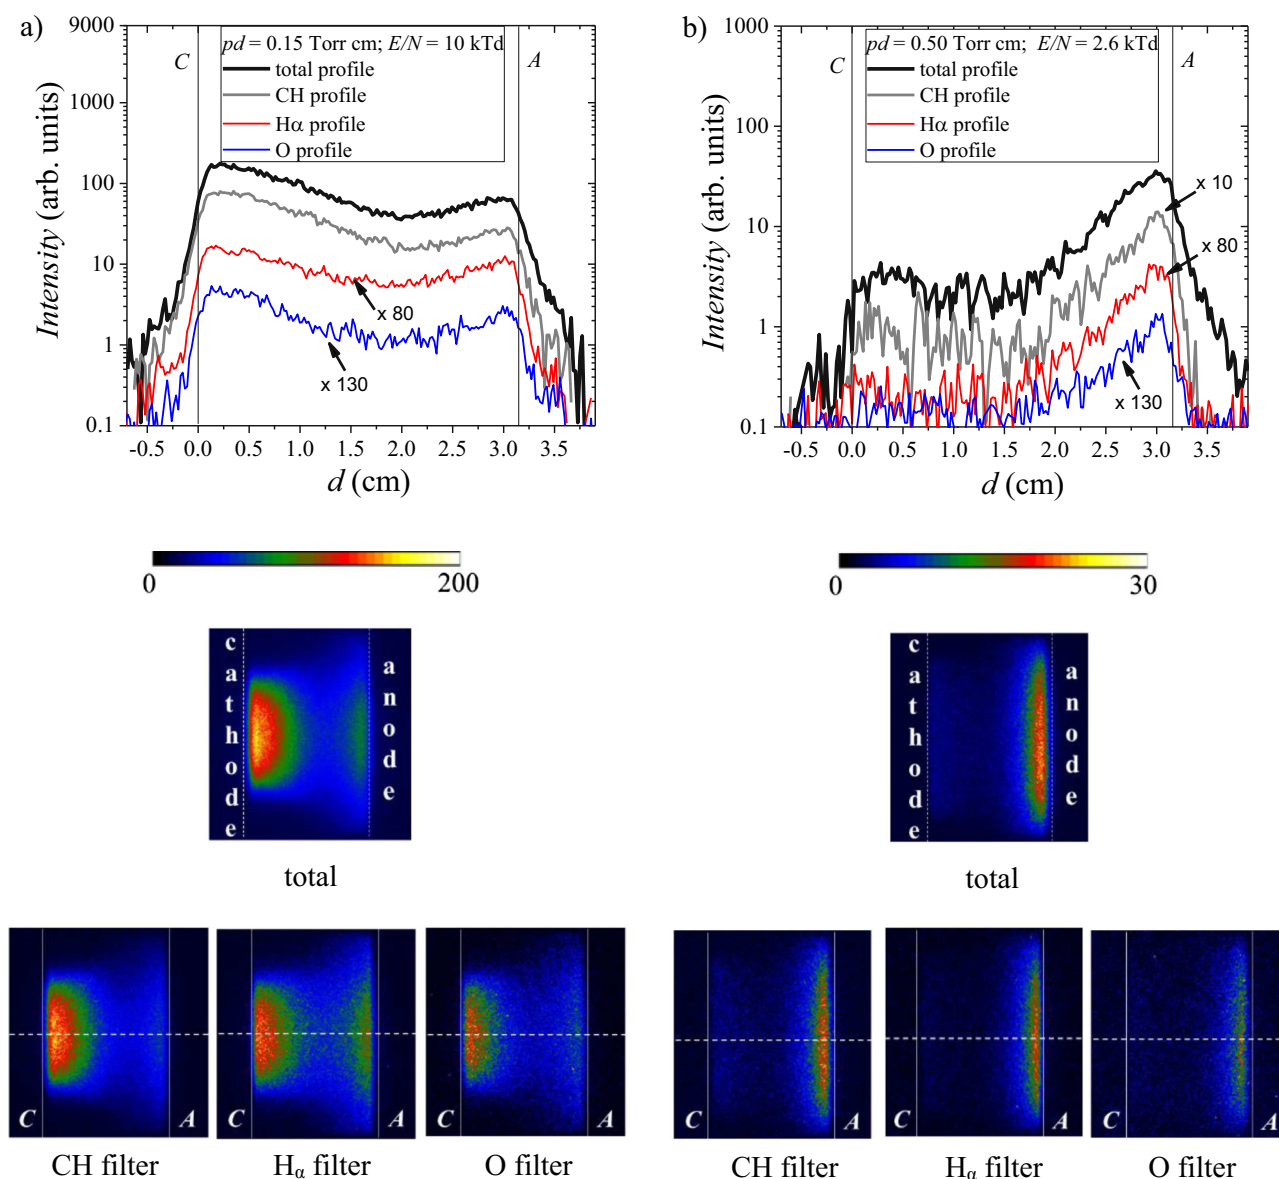 a)
9000
1000
100
10
1
0.1
Intensity (arb. units)
C
A
pd = 0.15 Torr cm; E/N = 10 kTd
total profile
CH profile
Hα profile
O profile
x 80
x 130
-0.5 0.0 0.5 1.0 1.5 2.0 2.5 3.0 3.5
d (cm)
b)
1000
100
10
1
0.1
Intensity (arb. units)
C
A
pd = 0.50 Torr cm; E/N = 2.6 kTd
total profile
CH profile
Hα profile
O profile
x 10
x 80
x 130
-0.5 0.0 0.5 1.0 1.5 2.0 2.5 3.0 3.5
d (cm)
0 200
cathode
anode
total
0 30
cathode
anode
total
C A
C A
C A
CH filter Hα filter O filter
C A
C A
C A
CH filter Hα filter O filter